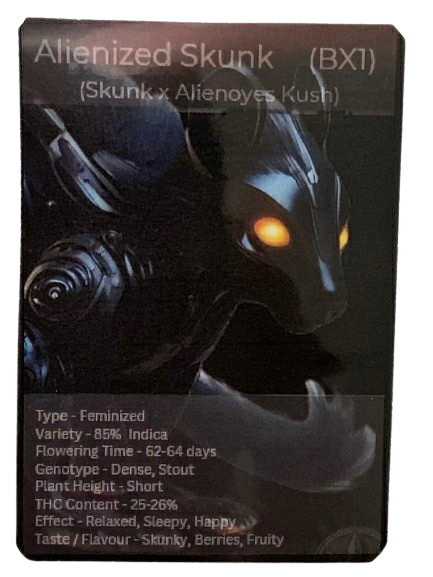 Alienized Skunk (BX1)
(Skunk x Alienoyes Kush)
Type - Feminized
Variety - 85% Indica
Flowering Time - 62-64 days
Genotype - Dense, Stout
Plant Height - Short
THC Content - 25-26%
Effect - Relaxed, Sleepy, Happy
Taste / Flavour - Skunky, Berries, Fruity